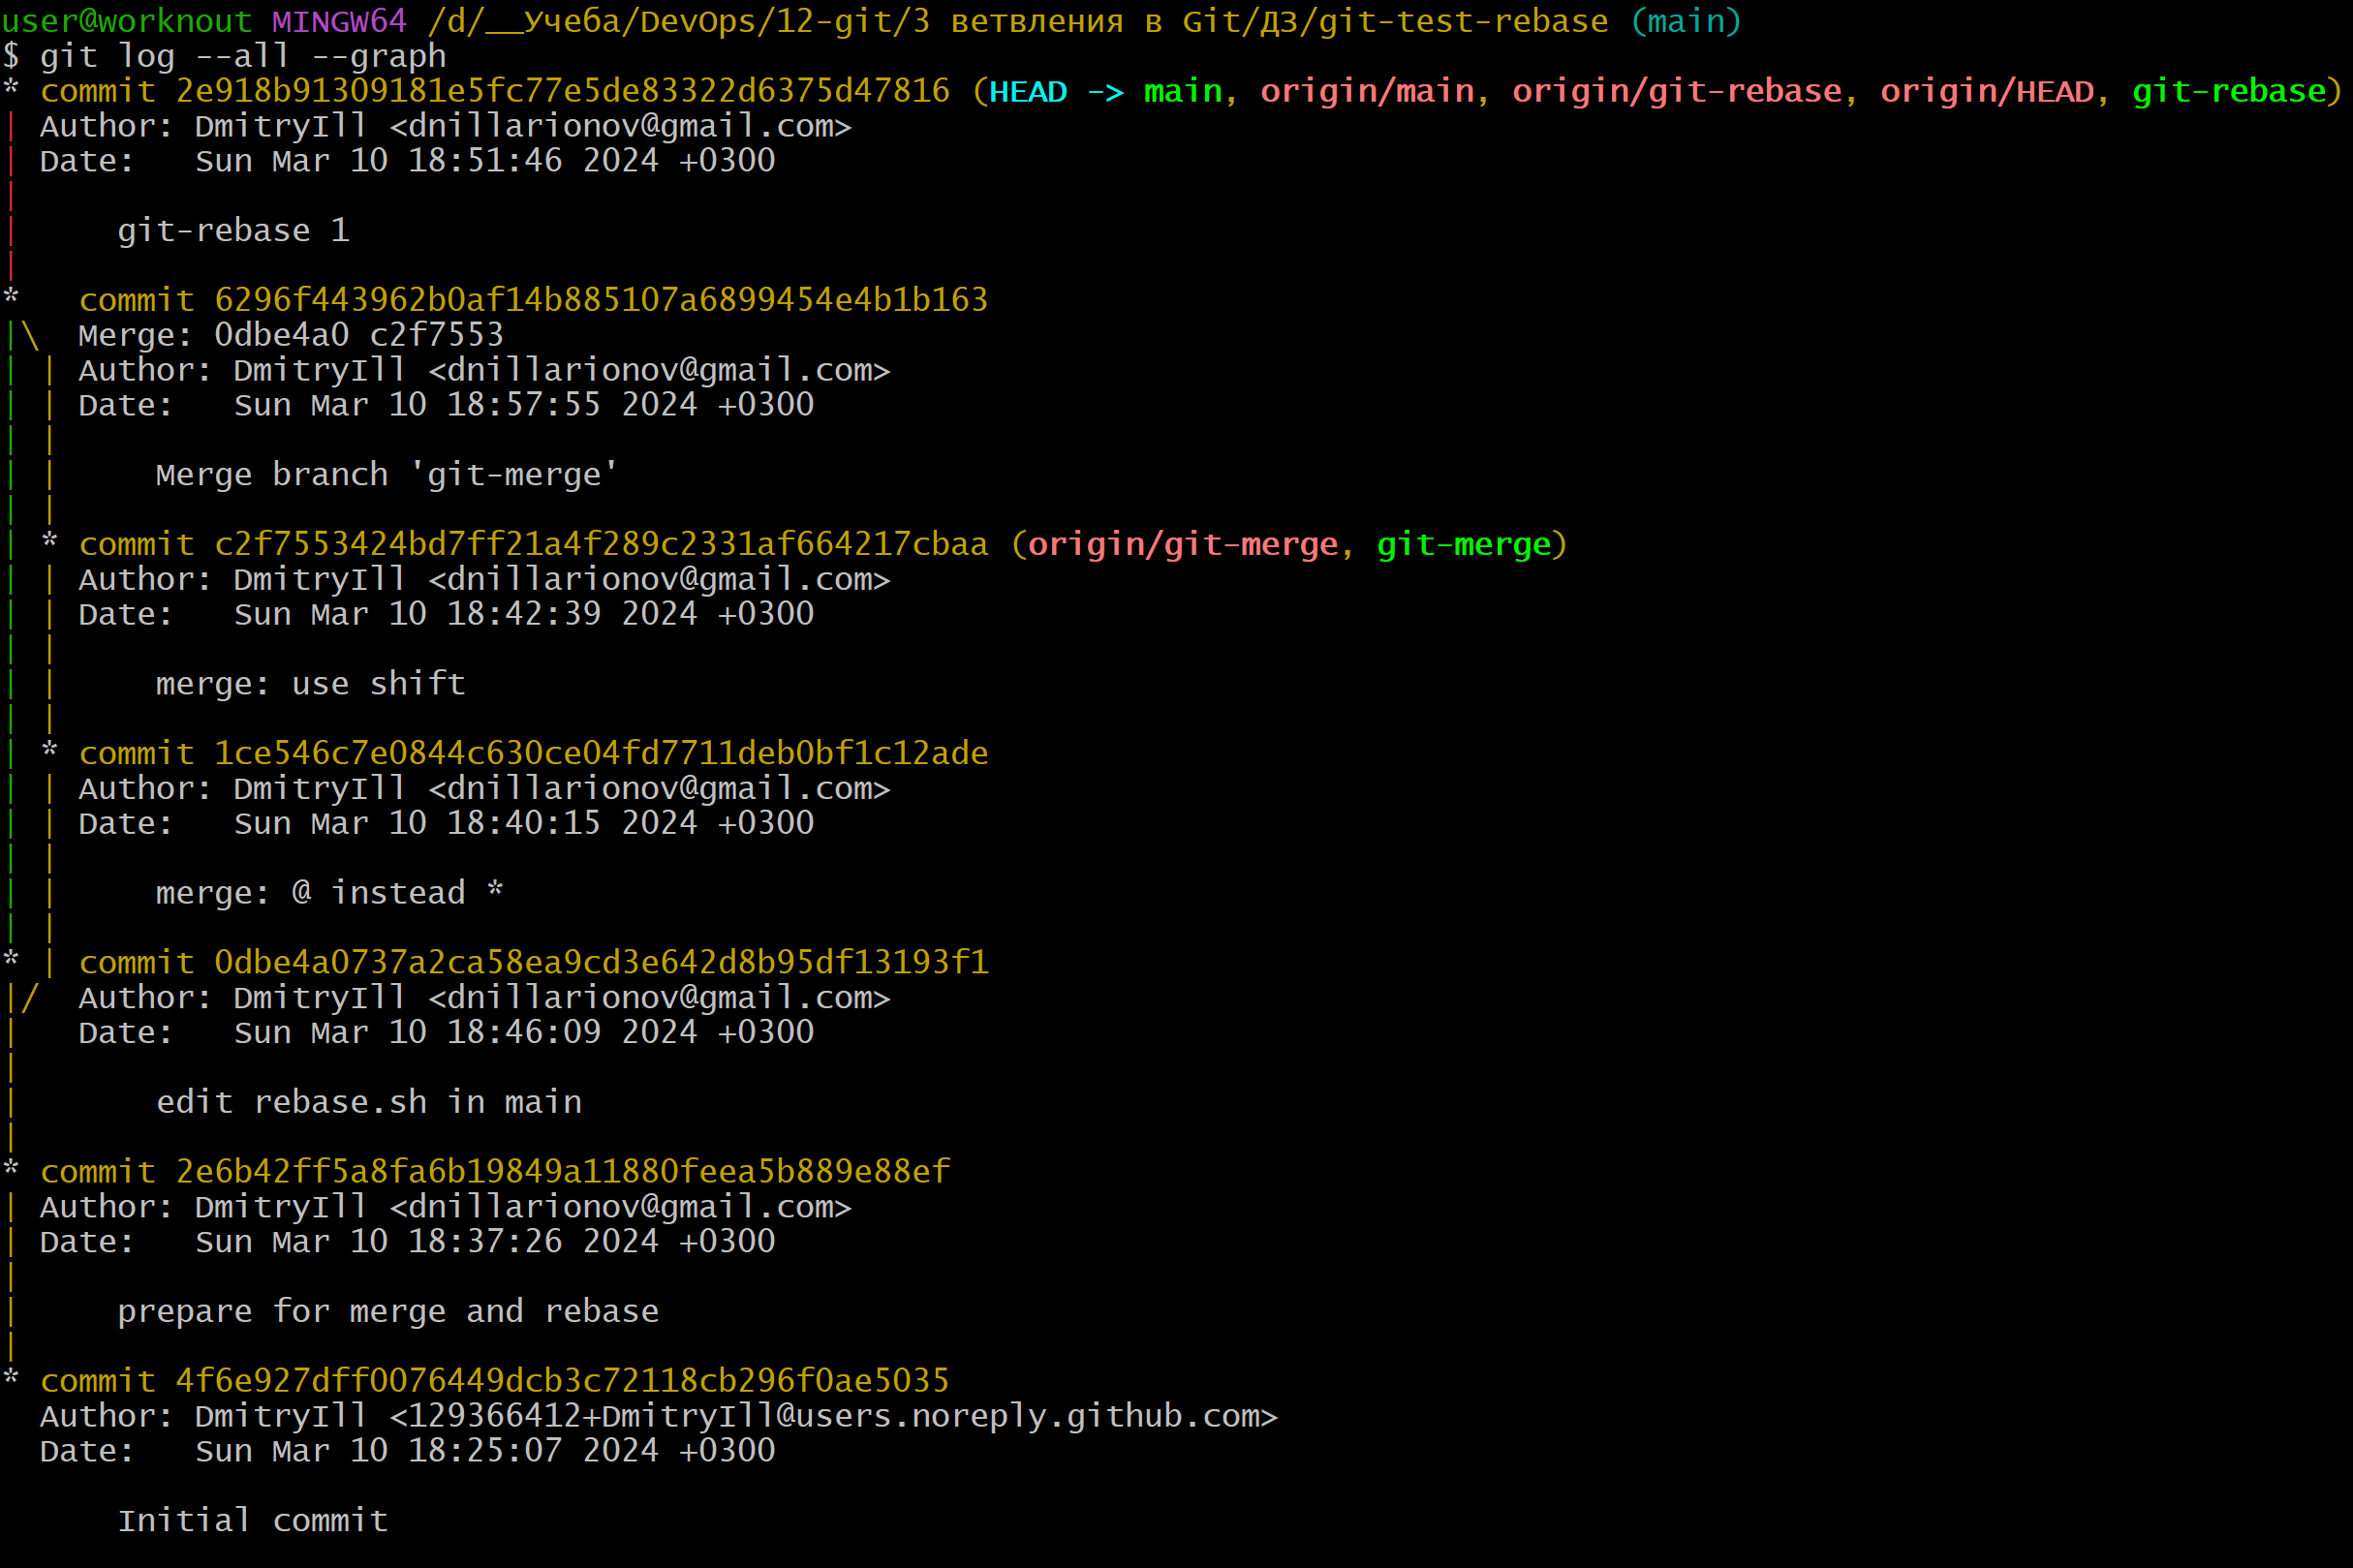 user@worknout MINGW64 /d/__Учеба/DevOps/12-git/3 ветвления в Git/ДЗ/git-test-rebase (main)
$ git log --all --graph
* commit 2e918b91309181e5fc77e5de83322d6375d47816 (HEAD -> main, origin/main, origin/git-rebase, origin/HEAD, git-rebase)
| Author: DmitryIll <dnillarionov@gmail.com>
| Date:   Sun Mar 10 18:51:46 2024 +0300
|
|     git-rebase 1
|
*   commit 6296f443962b0af14b885107a6899454e4b1b163
|\  Merge: 0dbe4a0 c2f7553
| | Author: DmitryIll <dnillarionov@gmail.com>
| | Date:   Sun Mar 10 18:57:55 2024 +0300
| |
| |     Merge branch 'git-merge'
| |
| * commit c2f7553424bd7ff21a4f289c2331af664217cbaa (origin/git-merge, git-merge)
| | Author: DmitryIll <dnillarionov@gmail.com>
| | Date:   Sun Mar 10 18:42:39 2024 +0300
| |
| |     merge: use shift
| |
| * commit 1ce546c7e0844c630ce04fd7711deb0bf1c12ade
| | Author: DmitryIll <dnillarionov@gmail.com>
| | Date:   Sun Mar 10 18:40:15 2024 +0300
| |
| |     merge: @ instead *
| |
* | commit 0dbe4a0737a2ca58ea9cd3e642d8b95df13193f1
|/  Author: DmitryIll <dnillarionov@gmail.com>
|   Date:   Sun Mar 10 18:46:09 2024 +0300
|
|       edit rebase.sh in main
|
* commit 2e6b42ff5a8fa6b19849a11880feea5b889e88ef
| Author: DmitryIll <dnillarionov@gmail.com>
| Date:   Sun Mar 10 18:37:26 2024 +0300
|
|     prepare for merge and rebase
|
* commit 4f6e927dff0076449dcb3c72118cb296f0ae5035
  Author: DmitryIll <129366412+DmitryIll@users.noreply.github.com>
  Date:   Sun Mar 10 18:25:07 2024 +0300

      Initial commit